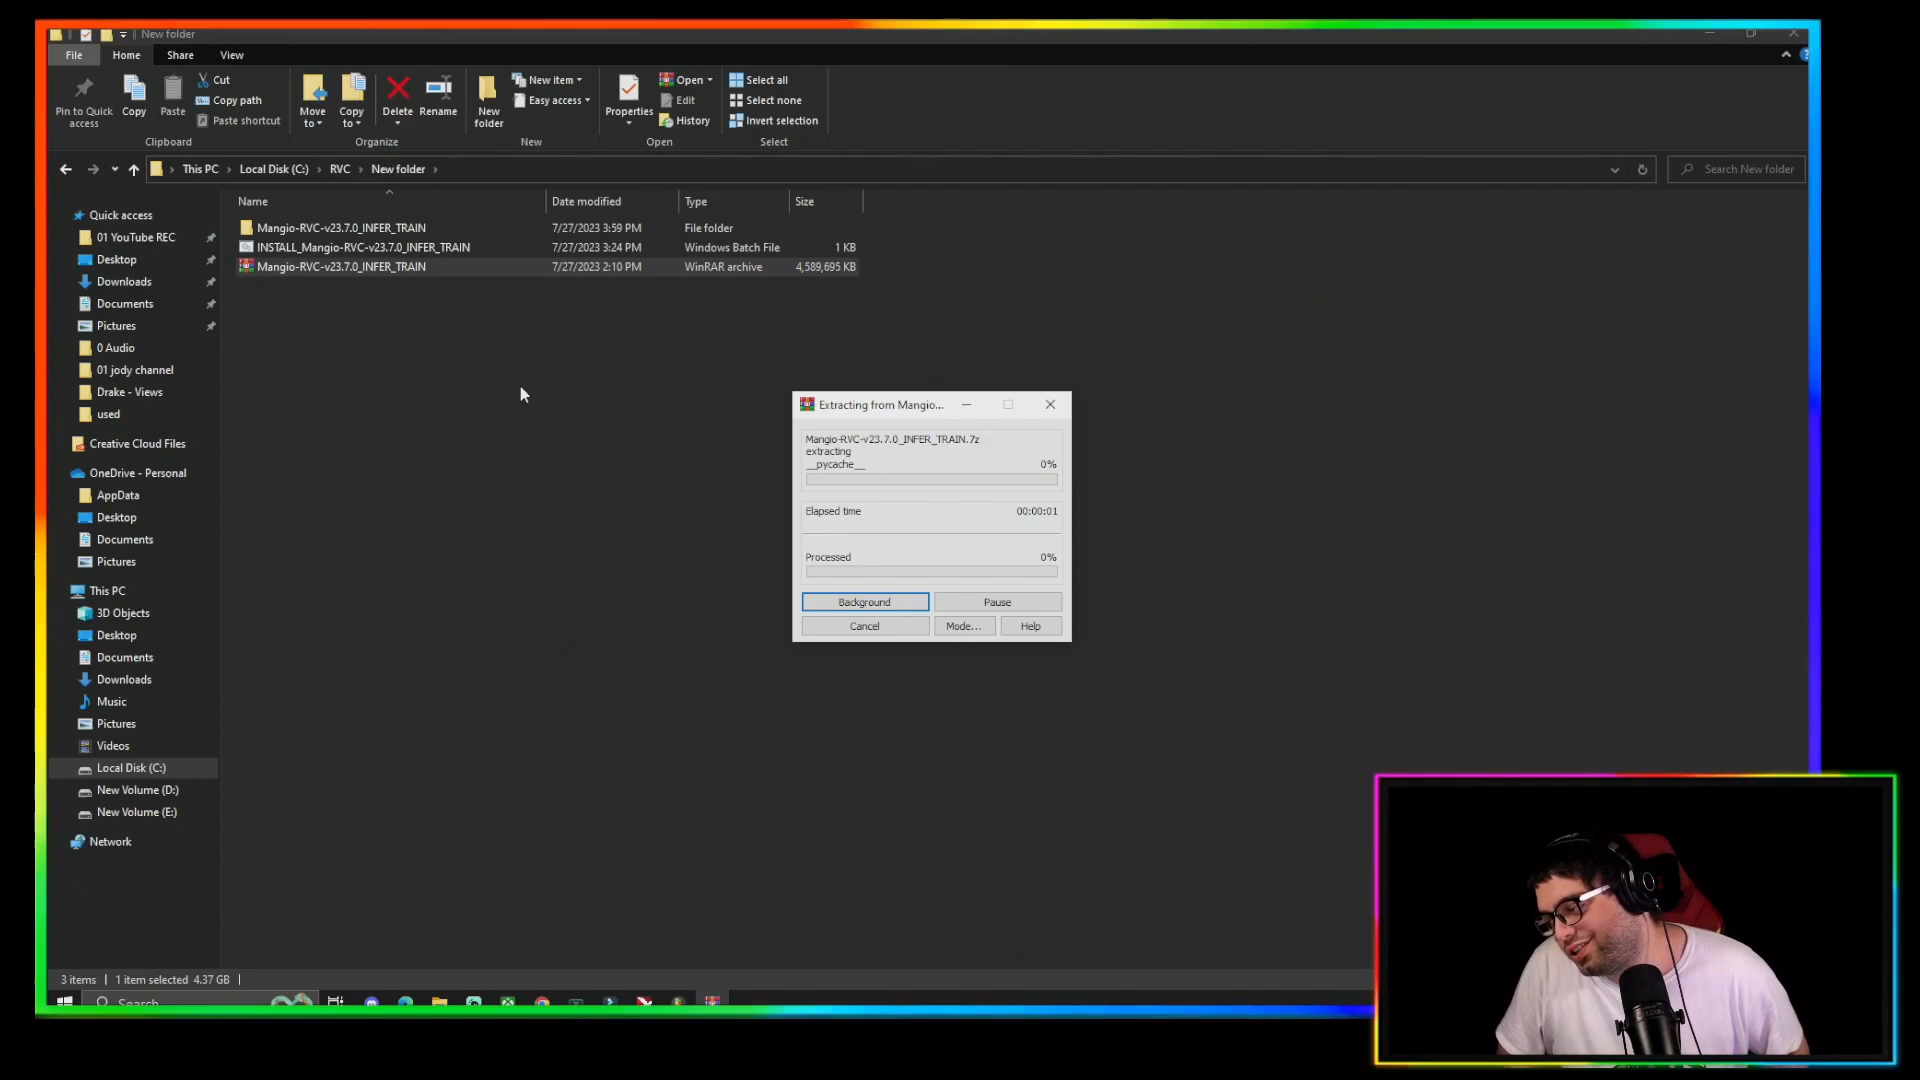 New folder
File Home Share View
Pin to Quick access
Copy
Paste
Cut
Copy path
Paste shortcut
Move to
Copy to
Delete
Rename
New folder
New item
Easy access
Properties
Open
Edit
History
Select all
Select none
Invert selection
Clipboard Organize New Open Select
This PC Local Disk (C:) RVC New folder
Search New folder
Name Date modified Type Size
Mangio-RVC-v23.7.0_INFER_TRAIN 7/27/2023 3:59 PM File folder
INSTALL_Mangio-RVC-v23.7.0_INFER_TRAIN 7/27/2023 3:24 PM Windows Batch File 1 KB
Mangio-RVC-v23.7.0_INFER_TRAIN 7/27/2023 2:10 PM WinRAR archive 4,589,695 KB
Quick access
01 YouTube REC
Desktop
Downloads
Documents
Pictures
0 Audio
01 jody channel
Drake - Views
used
Creative Cloud Files
OneDrive - Personal
AppData
Desktop
Documents
Pictures
This PC
3D Objects
Desktop
Documents
Downloads
Music
Pictures
Videos
Local Disk (C:)
New Volume (D:)
New Volume (E:)
Network
Extracting from Mangio...
Mangio-RVC-v23.7.0_INFER_TRAIN.7z
extracting
__pycache__ 0%
Elapsed time 00:00:01
Processed 0%
Background Pause
Cancel Mode... Help
3 items 1 item selected 4.37 GB
Search